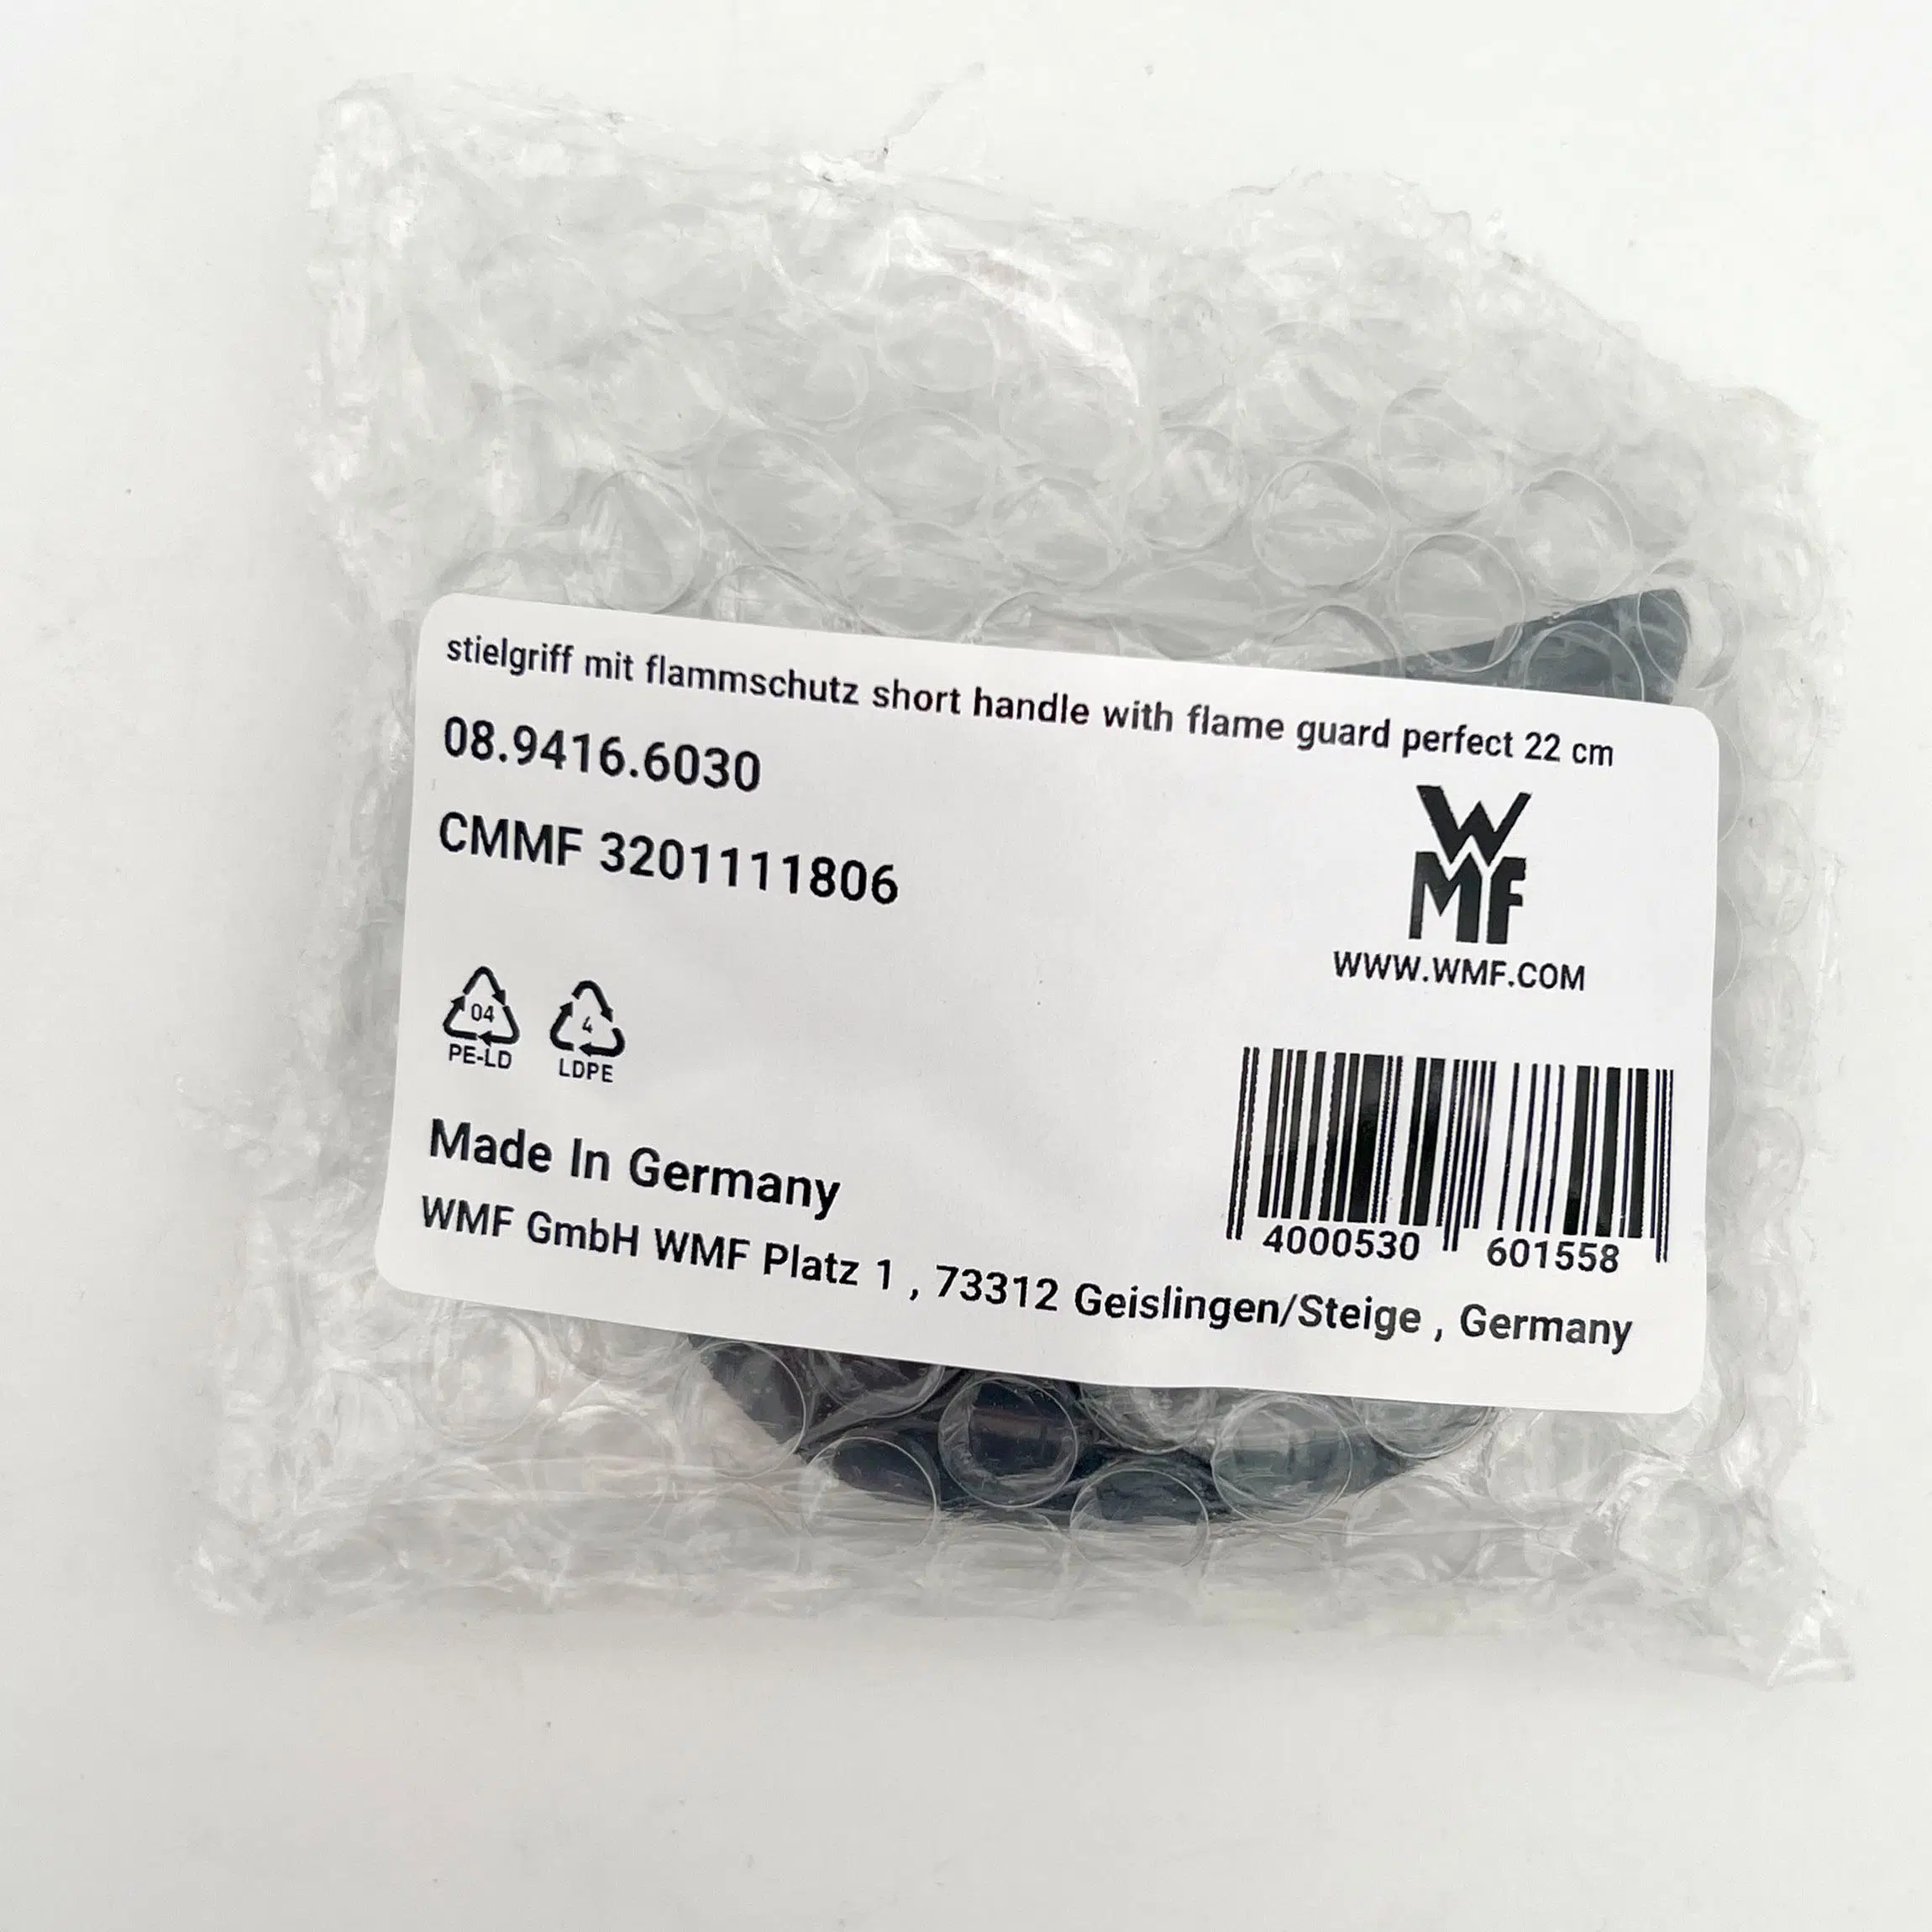 stielgriff mit flammschutz short handle with flame guard perfect 22 cm
08.9416.6030
CMMF 3201111806
WMF
WWW.WMF.COM
04
PE-LD
4
LDPE
4000530 601558
Made In Germany
WMF GmbH WMF Platz 1 , 73312 Geislingen/Steige , Germany